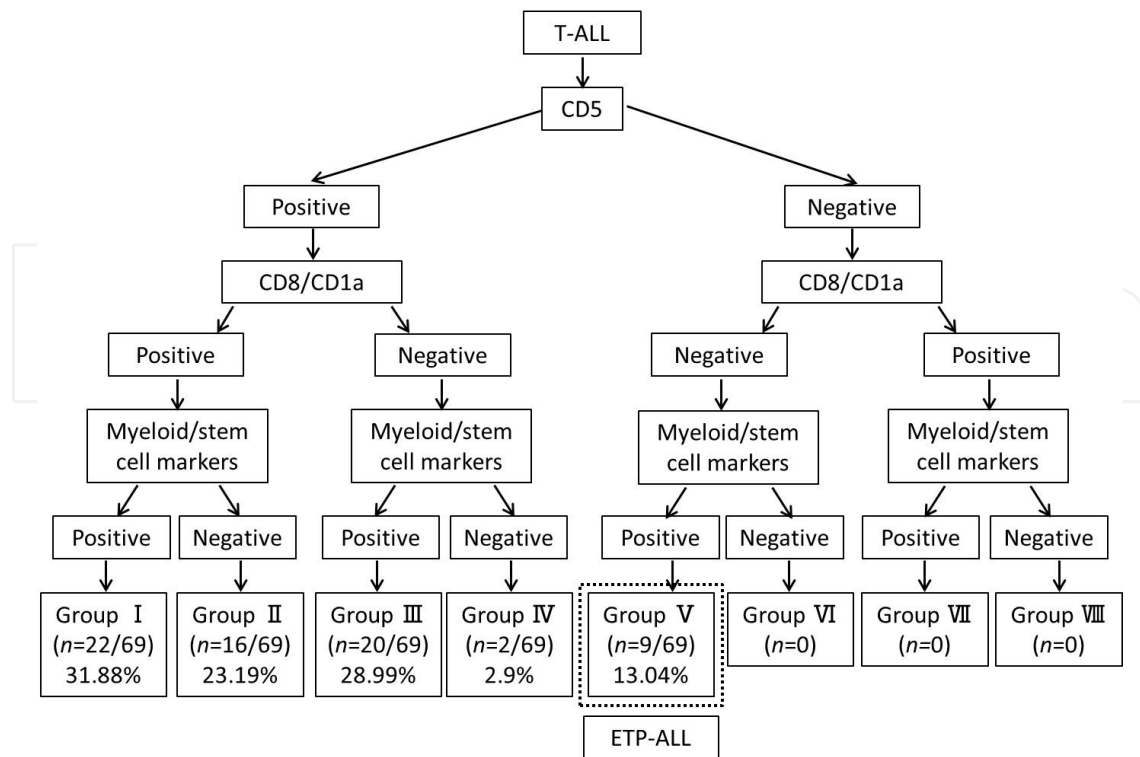 T-ALL
CD5
Positive
Negative
CD8/CD1a
CD8/CD1a
Positive
Negative
Negative
Positive
Myeloid/stem
cell markers
Myeloid/stem
cell markers
Myeloid/stem
cell markers
Myeloid/stem
cell markers
Positive
Negative
Positive
Negative
Positive
Negative
Positive
Negative
Group Ⅰ
(n=22/69)
31.88%
Group Ⅱ
(n=16/69)
23.19%
Group Ⅲ
(n=20/69)
28.99%
Group Ⅳ
(n=2/69)
2.9%
Group Ⅴ
(n=9/69)
13.04%
Group Ⅵ
(n=0)
Group Ⅶ
(n=0)
Group Ⅷ
(n=0)
ETP-ALL